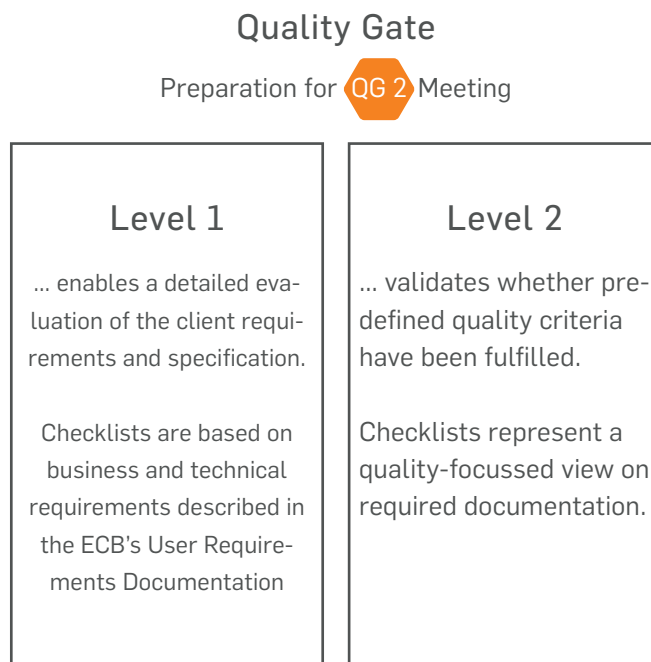 Quality Gate
Preparation for QG 2 Meeting
Level 1
... enables a detailed eva-
luation of the client requi-
rements and specification.
Checklists are based on
business and technical
requirements described in
the ECB's User Require-
ments Documentation
Level 2
... validates whether pre-
defined quality criteria
have been fulfilled.
Checklists represent a
quality-focussed view on
required documentation.